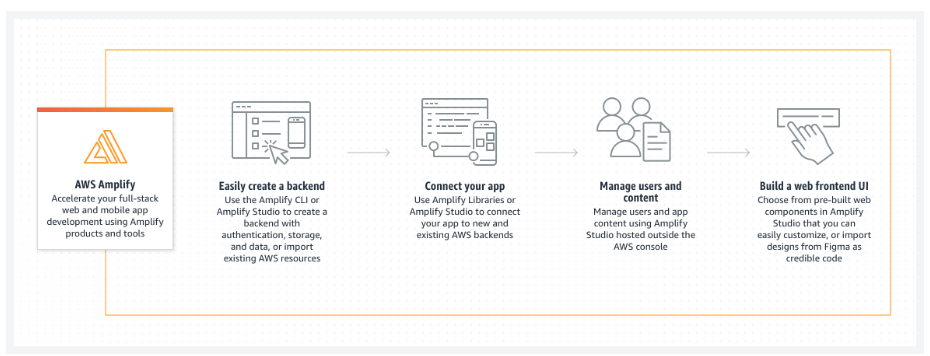 AWS Amplify
Accelerate your full-stack
web and mobile app
development using Amplify
products and tools
Easily create a backend
Use the Amplify CLI or
Amplify Studio to create a
backend with
authentication, storage,
and data, or import
existing AWS resources
Connect your app
Use Amplify Libraries or
Amplify Studio to connect
your app to new and
existing AWS backends
Manage users and
content
Manage users and app
content using Amplify
Studio hosted outside the
AWS console
Build a web frontend UI
Choose from pre-built web
components in Amplify
Studio that you can
easily customize, or import
designs from Figma as
credible code